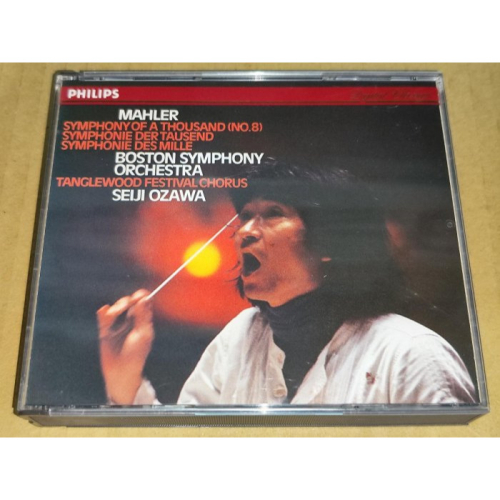 PHILIPS
MAHLER
SYMPHONY OF A THOUSAND (NO.8)
SYMPHONIE DER TAUSEND
SYMPHONIE DES MILLE
BOSTON SYMPHONY
ORCHESTRA
TANGLEWOOD FESTIVAL CHORUS
SEIJI OZAWA